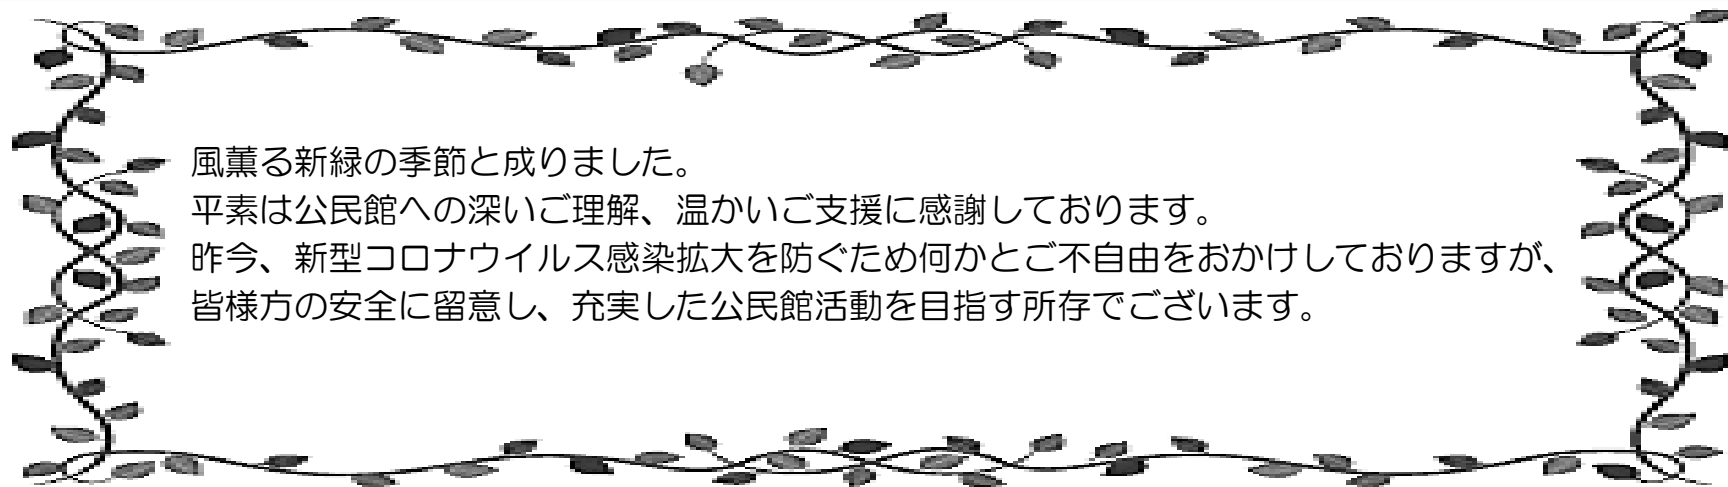 風薫る新緑の季節と成りました。
平素は公民館への深いご理解、温かいご支援に感謝しております。
昨今、新型コロナウイルス感染拡大を防ぐため何かとご不自由をおかけしておりますが、
皆様方の安全に留意し、充実した公民館活動を目指す所存でございます。